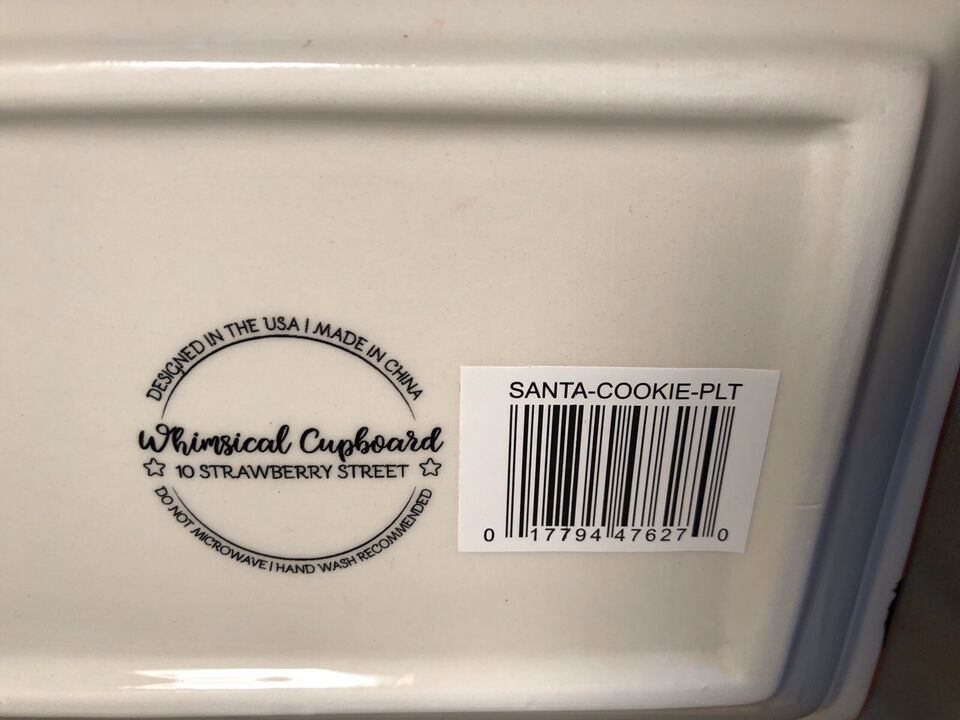 DESIGNED IN THE USA | MADE IN CHINA
Whimsical Cupboard
10 STRAWBERRY STREET
DO NOT MICROWAVE | HAND WASH RECOMMENDED
SANTA-COOKIE-PLT
0 17794 47627 0